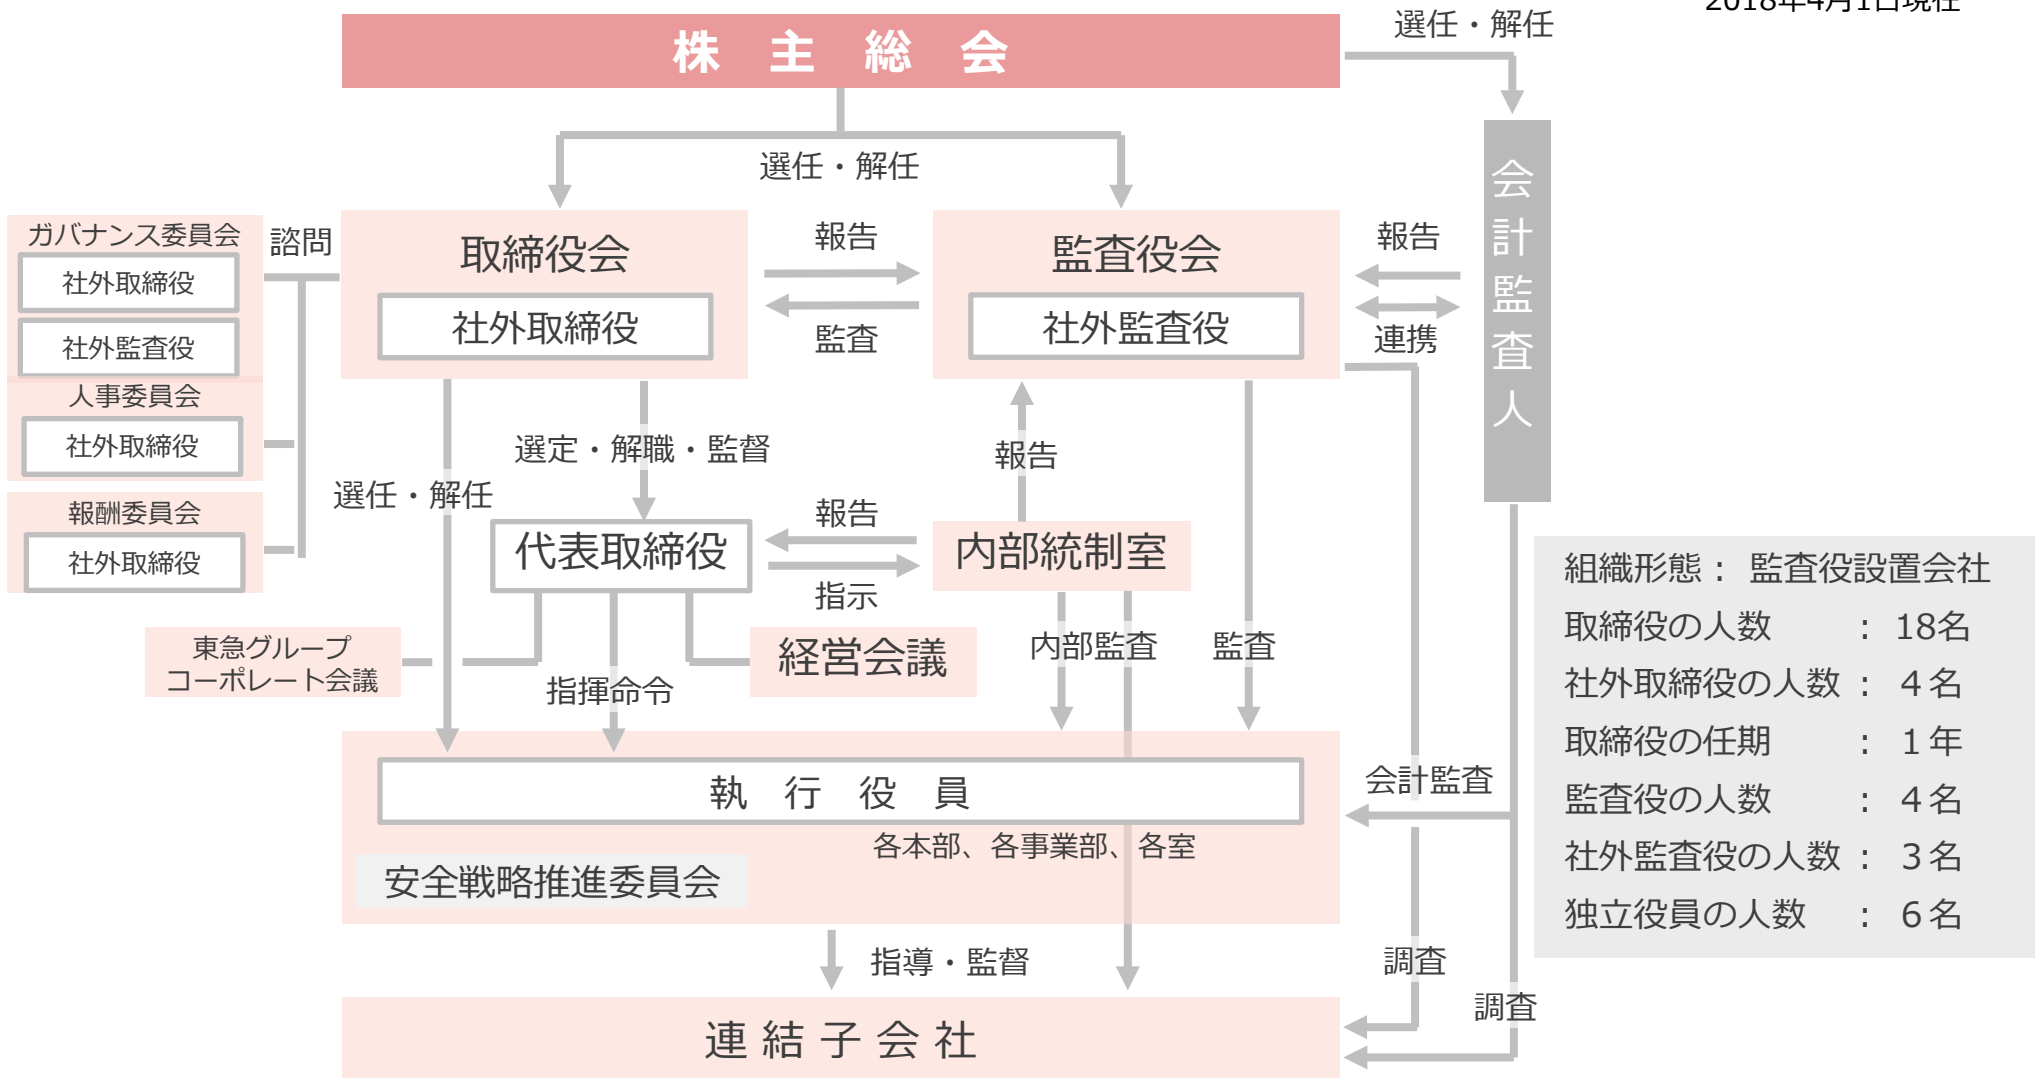 2018年4月1日現在
株 主 総 会
選任・解任
選任・解任
会計監査人
ガバナンス委員会
社外取締役
社外監査役
人事委員会
社外取締役
報酬委員会
社外取締役
諮問
取締役会
社外取締役
報告
監査
監査役会
社外監査役
報告
連携
選定・解職・監督
選任・解任
報告
代表取締役
報告
指示
内部統制室
東急グループ
コーポレート会議
指揮命令
経営会議
内部監査
監査
執 行 役 員
各本部、各事業部、各室
安全戦略推進委員会
会計監査
指導・監督
調査
調査
連結子会社
組織形態: 監査役設置会社
取締役の人数 : 18名
社外取締役の人数 : 4名
取締役の任期 : 1年
監査役の人数 : 4名
社外監査役の人数 : 3名
独立役員の人数 : 6名